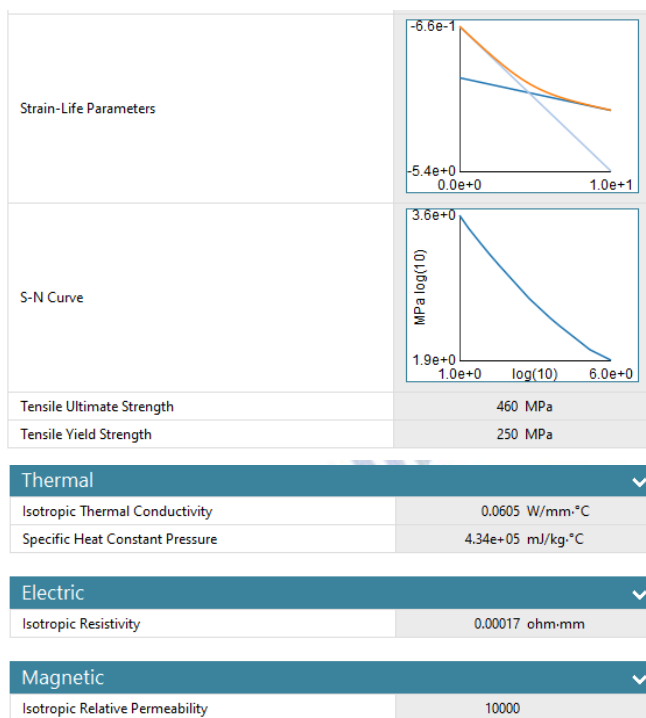 -6.6e-1
Strain-Life Parameters
-5.4e+0
0.0e+0 1.0e+1
3.6e+0
MPa log(10)
S-N Curve
1.9e+0
1.0e+0 log(10) 6.0e+0
Tensile Ultimate Strength 460 MPa
Tensile Yield Strength 250 MPa
Thermal
Isotropic Thermal Conductivity 0.0605 W/mm·°C
Specific Heat Constant Pressure 4.34e+05 mJ/kg·°C
Electric
Isotropic Resistivity 0.00017 ohm·mm
Magnetic
Isotropic Relative Permeability 10000